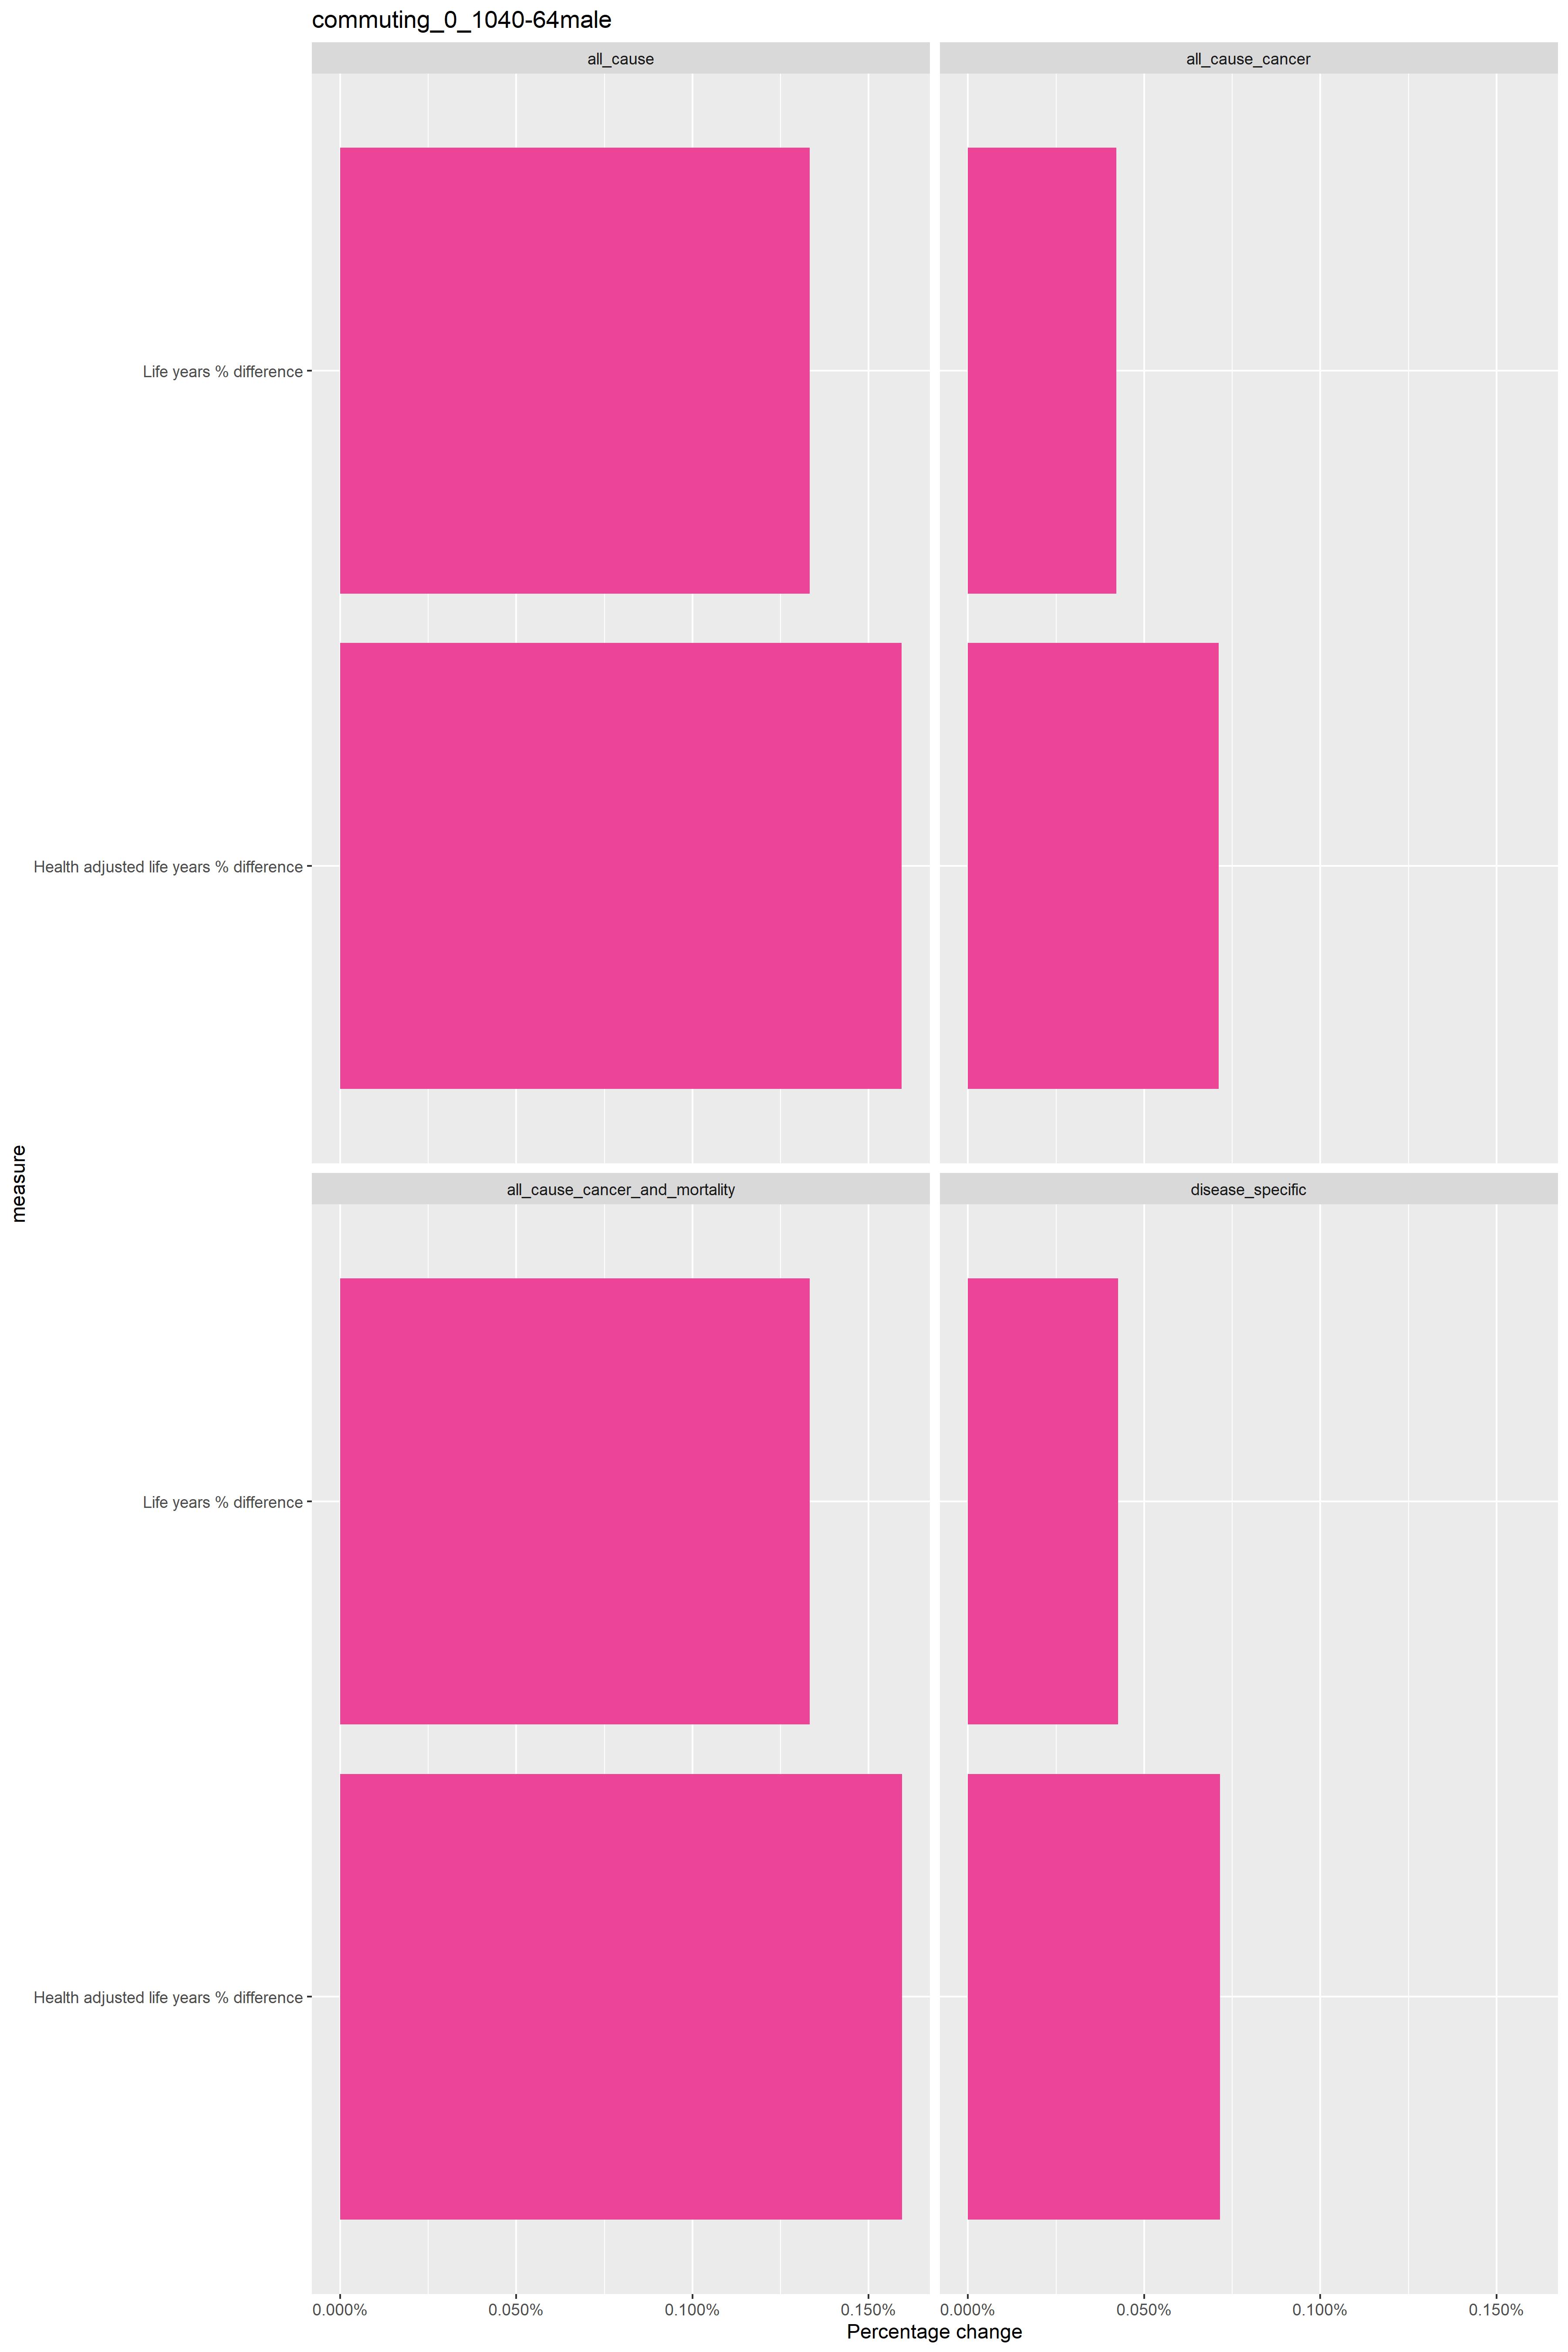 commuting_0_1040-64male
all_cause
all_cause_cancer
Life years % difference
Health adjusted life years % difference
measure
all_cause_cancer_and_mortality
disease_specific
Life years % difference
Health adjusted life years % difference
0.000% 0.050% 0.100% 0.150% 0.000% 0.050% 0.100% 0.150%
Percentage change